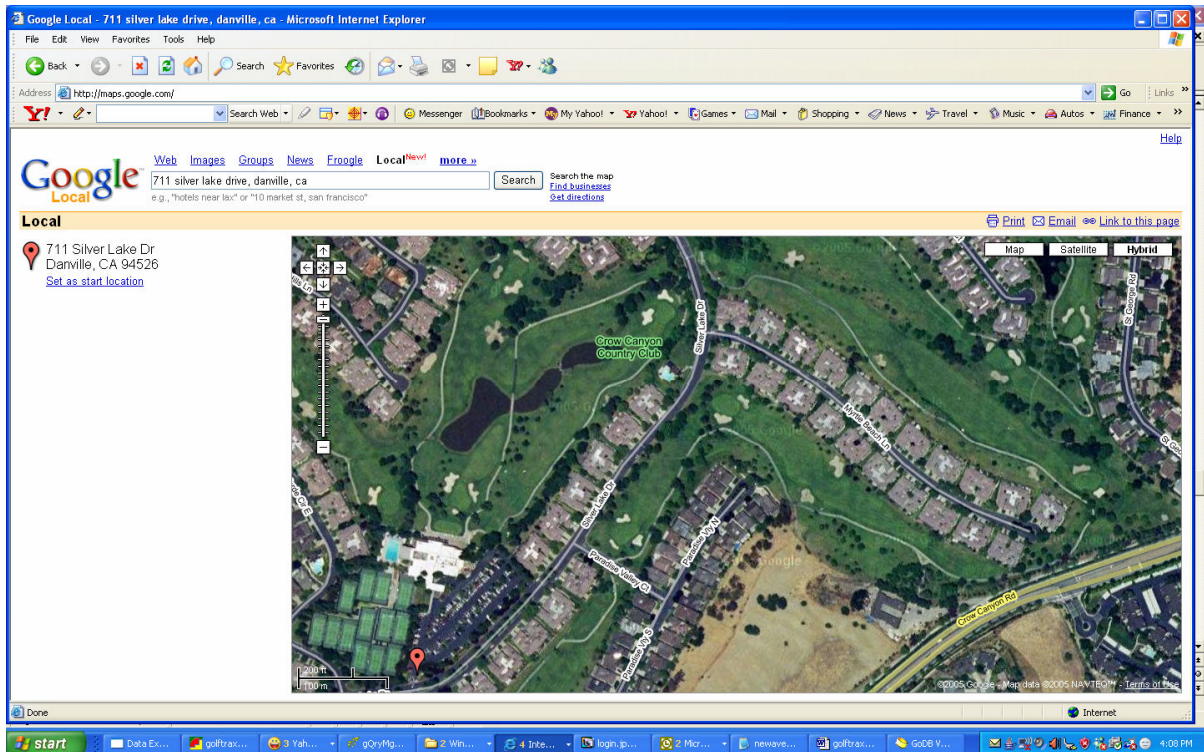 Google Local - 711 silver lake drive, danville, ca - Microsoft Internet Explorer
File Edit View Favorites Tools Help
Back Search Favorites
Address http://maps.google.com/ Go Links »
Y! Search Web Messenger Bookmarks My Yahoo! Yahoo! Games Mail Shopping News Travel Music Autos Finance »
Help
Google Local
Web Images Groups News Froogle Local New! more »
711 silver lake drive, danville, ca Search
e.g., "hotels near lax" or "10 market st, san francisco"
Search the map
Find businesses
Get directions
Local
Print Email Link to this page
711 Silver Lake Dr
Danville, CA 94526
Set as start location
Map Satellite Hybrid
St George Rd
Silver Lake Dr
Crow Canyon
Country Club
Myrtle Beach Ln
St Geo
Silver Lake Dr
Paradise Vly N
Paradise Valley Ct
Paradise Vly S
Crow Canyon Rd
200 ft
100 m
©2005 Google - Map data ©2005 NAVTEQ™ - Terms of Use
Done
Internet
start Data Ex... golftrax... 3 Yah... gQryMg... 2 Win... 4 Inte... login.jp... 2 Micr... newave... golftrax... GoDB V... 4:08 PM